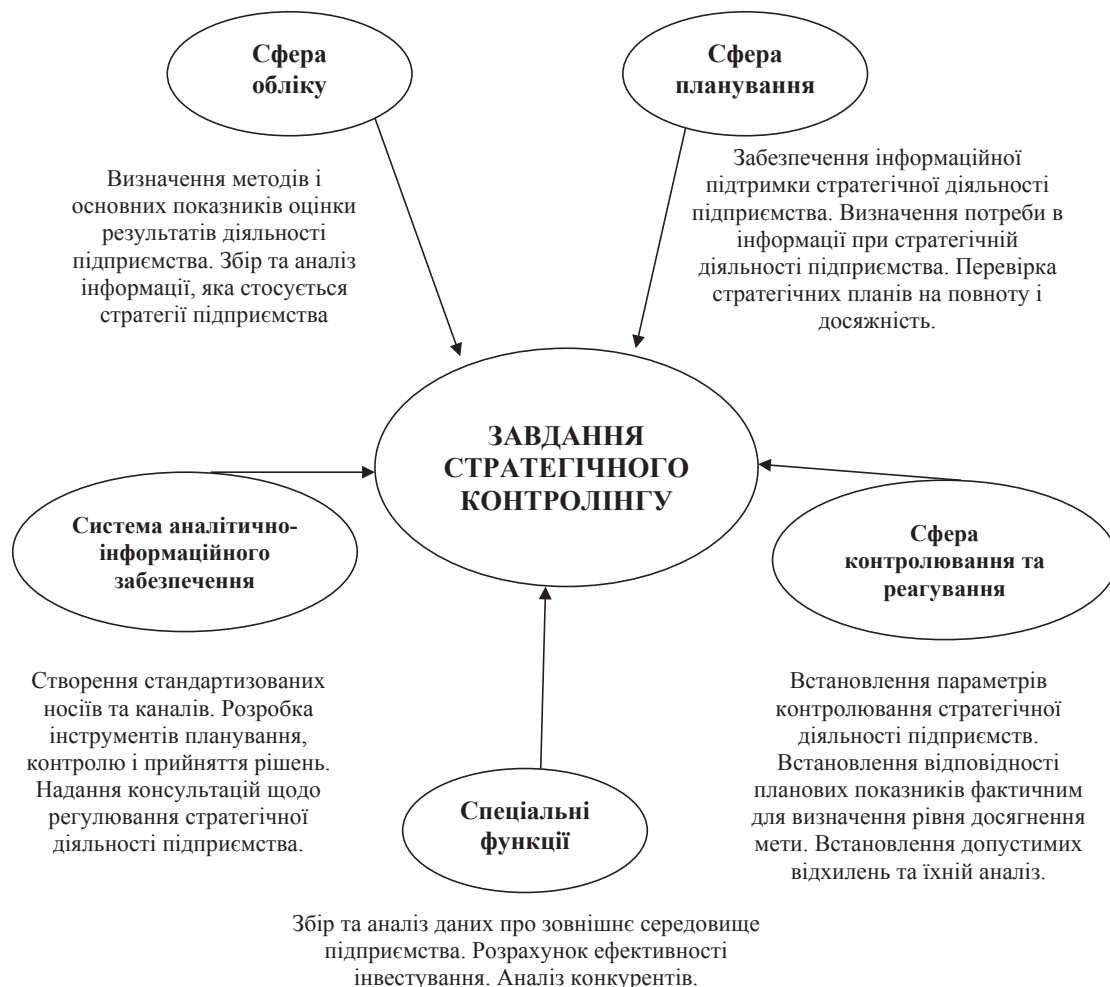 Сфера
обліку
Сфера
планування
Визначення методів і
основних показників оцінки
результатів діяльності
підприємства. Збір та аналіз
інформації, яка стосується
стратегії підприємства
Забезпечення інформаційної
підтримки стратегічної діяльності
підприємства. Визначення потреби в
інформації при стратегічній
діяльності підприємства. Перевірка
стратегічних планів на повноту і
досяжність.
ЗАВДАННЯ
СТРАТЕГІЧНОГО
КОНТРОЛІНГУ
Система аналітично-
інформаційного
забезпечення
Сфера
контролювання та
реагування
Створення стандартизованих
носіїв та каналів. Розробка
інструментів планування,
контролю і прийняття рішень.
Надання консультацій щодо
регулювання стратегічної
діяльності підприємства.
Встановлення параметрів
контролювання стратегічної
діяльності підприємств.
Встановлення відповідності
планових показників фактичним
для визначення рівня досягнення
мети. Встановлення допустимих
відхилень та їхній аналіз.
Спеціальні
функції
Збір та аналіз даних про зовнішнє середовище
підприємства. Розрахунок ефективності
інвестування. Аналіз конкурентів.